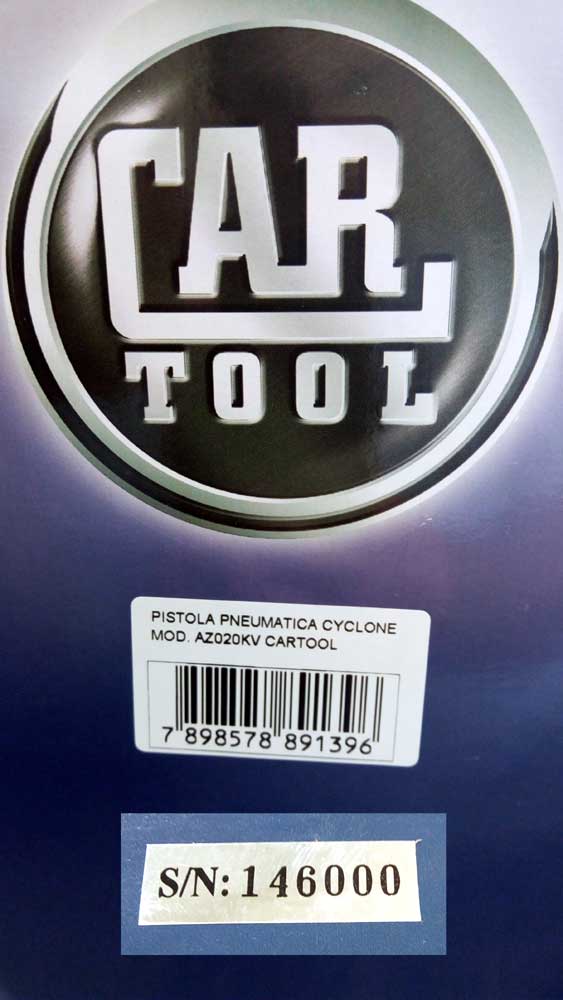 CAR
TOOL
PISTOLA PNEUMATICA CYCLONE
MOD. AZ020KV CARTOOL
7 898578 891396
S/N: 146000